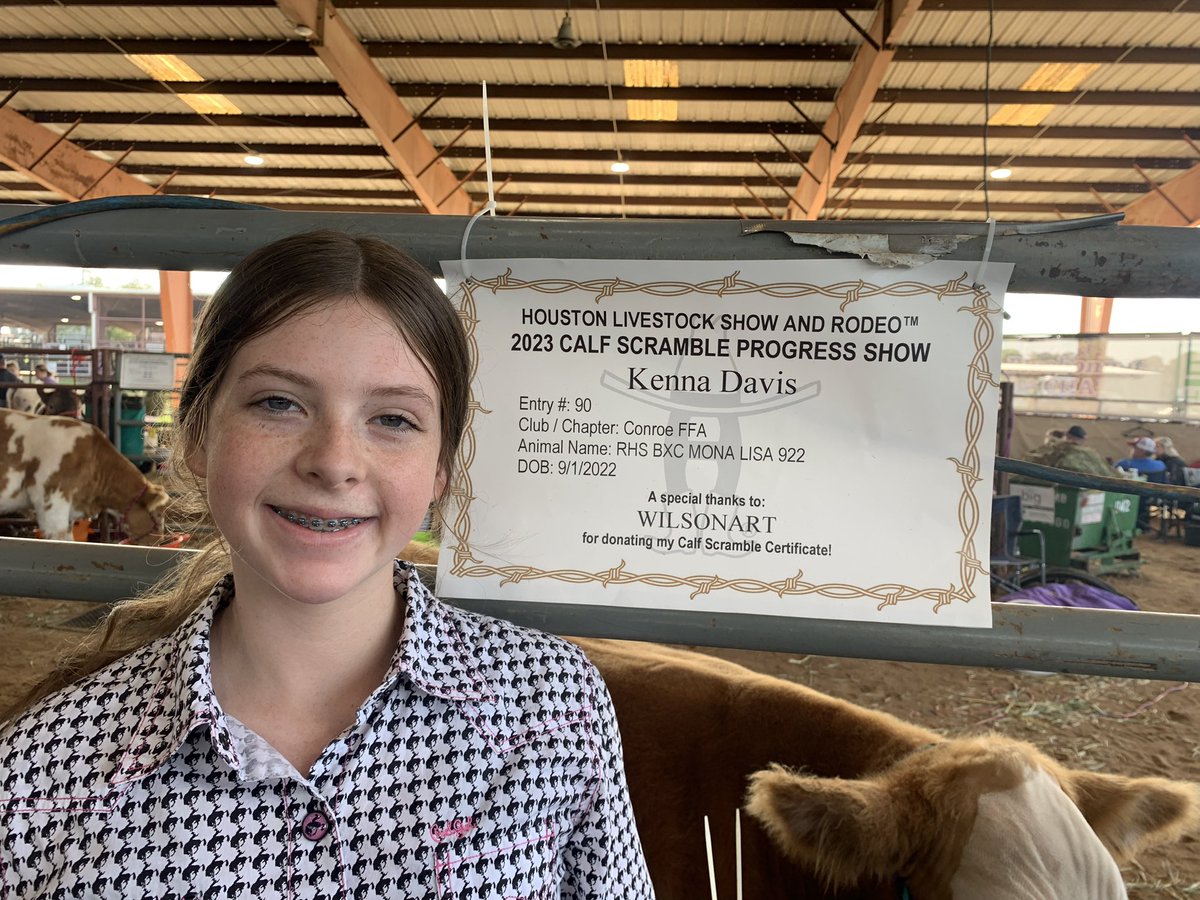 HOUSTON LIVESTOCK SHOW AND RODEO™
2023 CALF SCRAMBLE PROGRESS SHOW
Kenna Davis
Entry #: 90
Club / Chapter: Conroe FFA
Animal Name: RHS BXC MONA LISA 922
DOB: 9/1/2022
A special thanks to:
WILSONART
for donating my Calf Scramble Certificate!
big